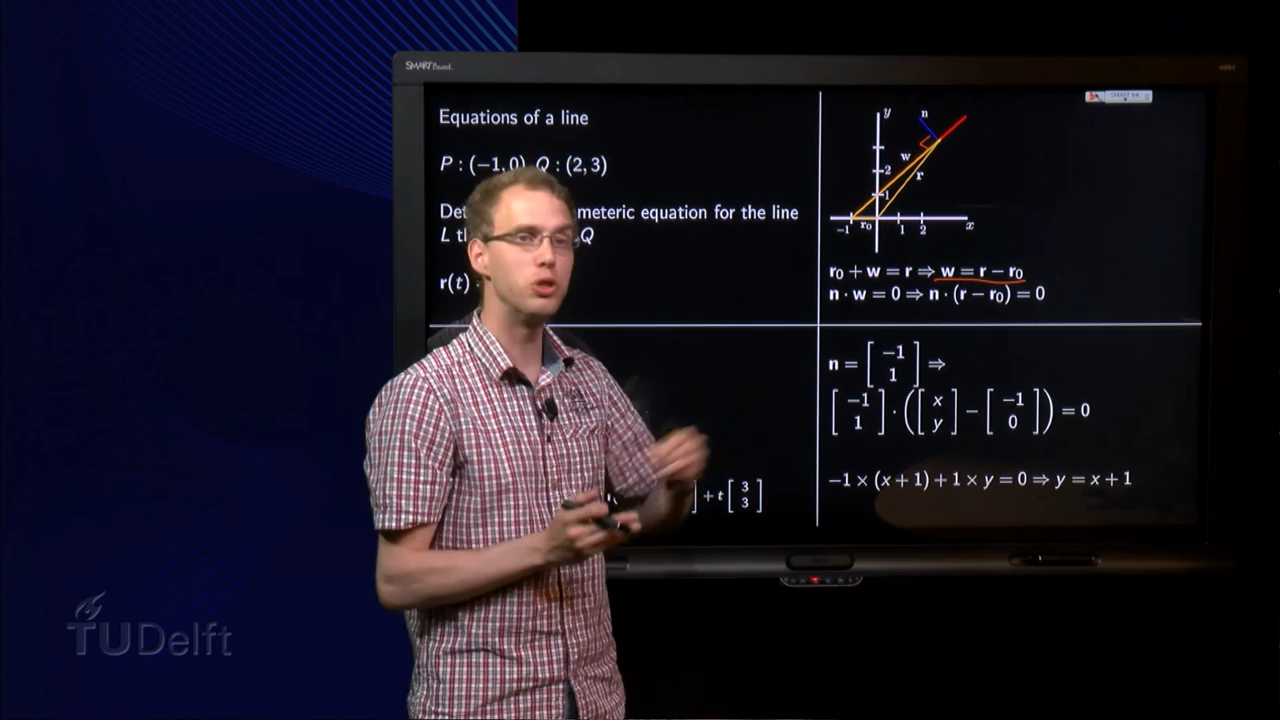 SMART Board
Equations of a line
P : (−1,0) Q : (2,3)
meteric equation for the line
L Q
r(t)
] + t [ 3 3 ]
SMART Ink
y
n
w
2
r
1
−1 r₀ 1 2 x
r₀ + w = r ⇒ w = r − r₀
n · w = 0 ⇒ n · (r − r₀) = 0
n = [ −1 1 ] ⇒
[ −1 1 ] · ([ x y ] − [ −1 0 ]) = 0
−1 × (x + 1) + 1 × y = 0 ⇒ y = x + 1
TUDelft